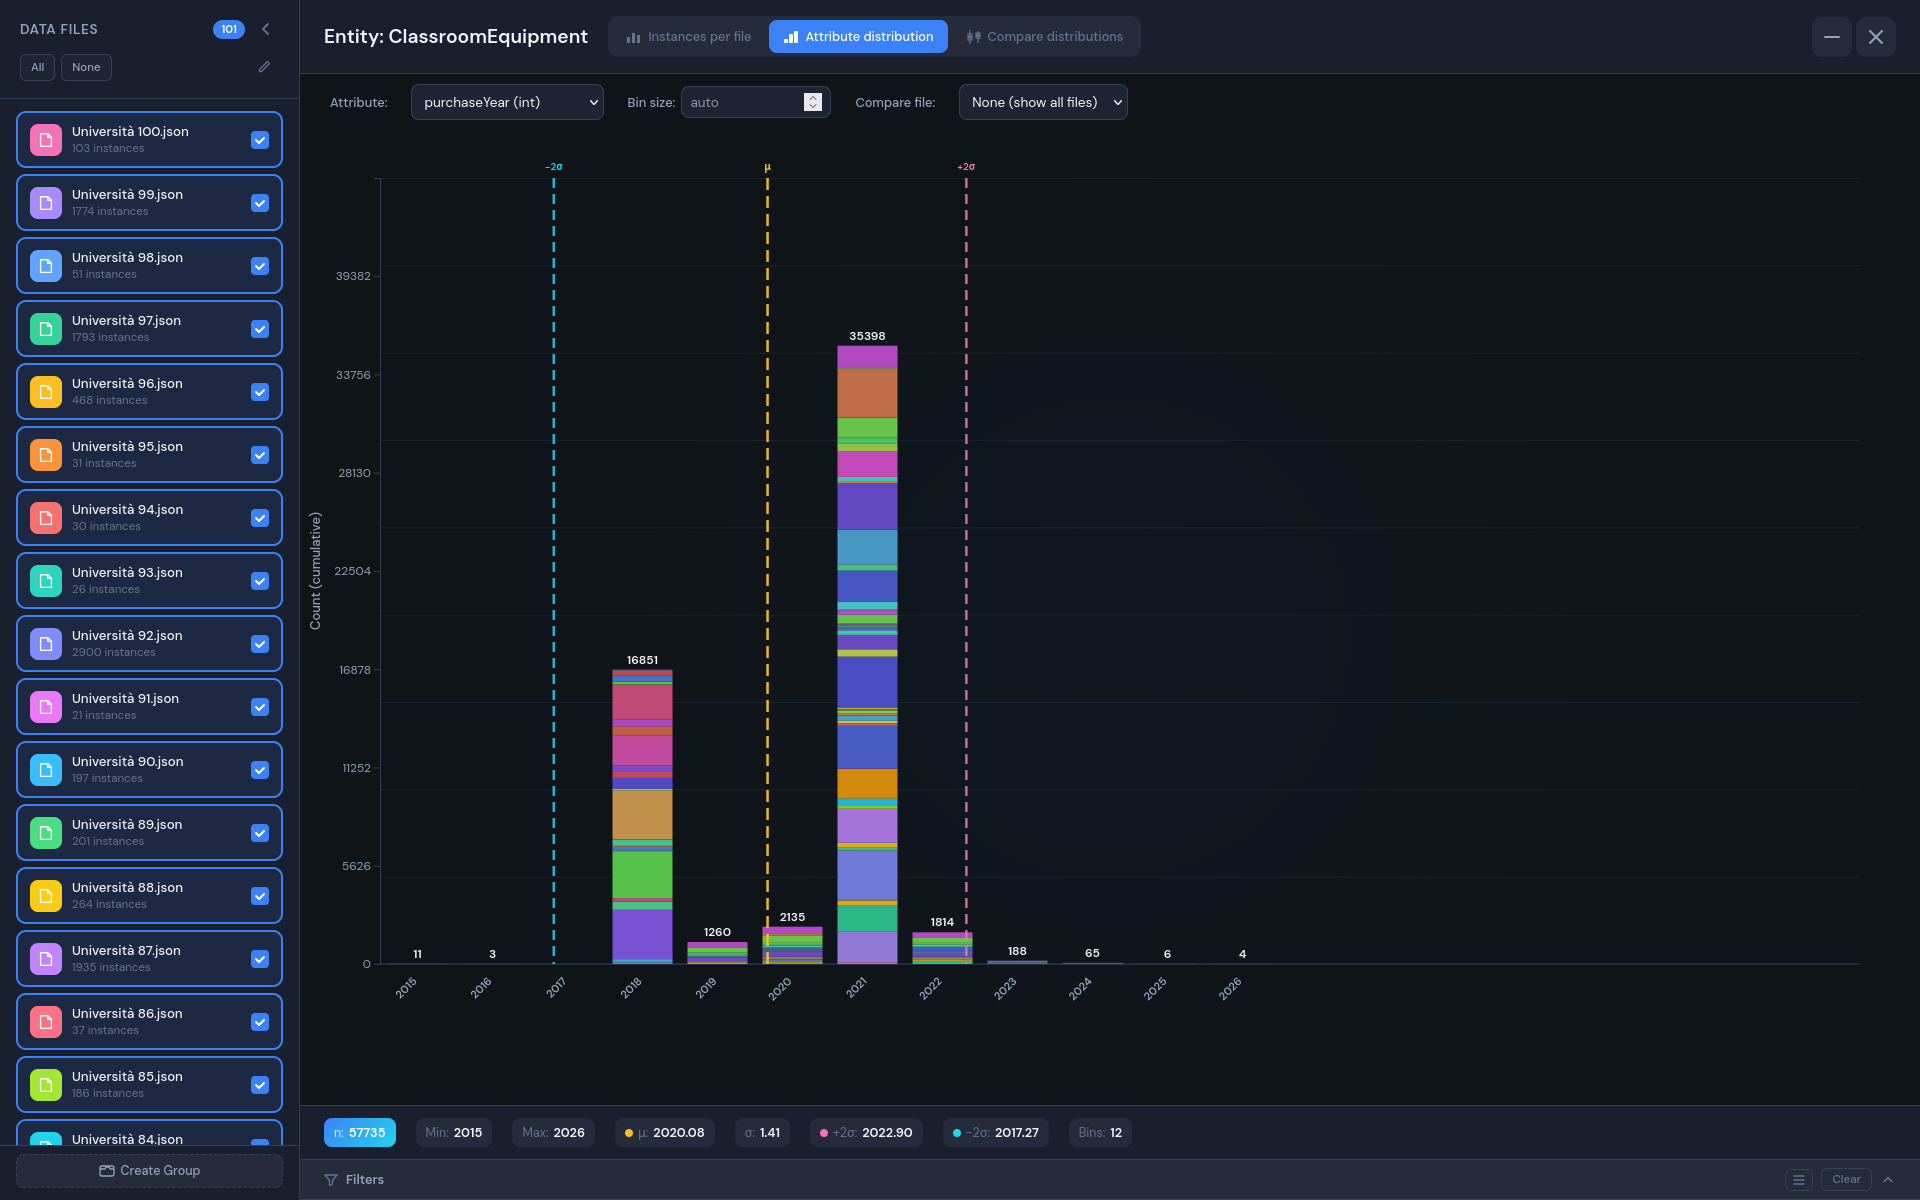 DATA FILES
101
All
None
Università 100.json
103 instances
Università 99.json
1774 instances
Università 98.json
51 instances
Università 97.json
1793 instances
Università 96.json
468 instances
Università 95.json
31 instances
Università 94.json
30 instances
Università 93.json
26 instances
Università 92.json
2900 instances
Università 91.json
21 instances
Università 90.json
197 instances
Università 89.json
201 instances
Università 88.json
264 instances
Università 87.json
1935 instances
Università 86.json
37 instances
Università 85.json
186 instances
Università 84.json
Create Group
Entity: ClassroomEquipment
Instances per file
Attribute distribution
Compare distributions
Attribute:
purchaseYear (int)
Bin size:
auto
Compare file:
None (show all files)
-2σ
μ
+2σ
Count (cumulative)
39382
33756
28130
22504
16878
11252
5626
0
11
3
16851
1260
2135
35398
1814
188
65
6
4
2015
2016
2017
2018
2019
2020
2021
2022
2023
2024
2025
2026
n: 57735
Min: 2015
Max: 2026
μ: 2020.08
σ: 1.41
+2σ: 2022.90
-2σ: 2017.27
Bins: 12
Filters
Clear